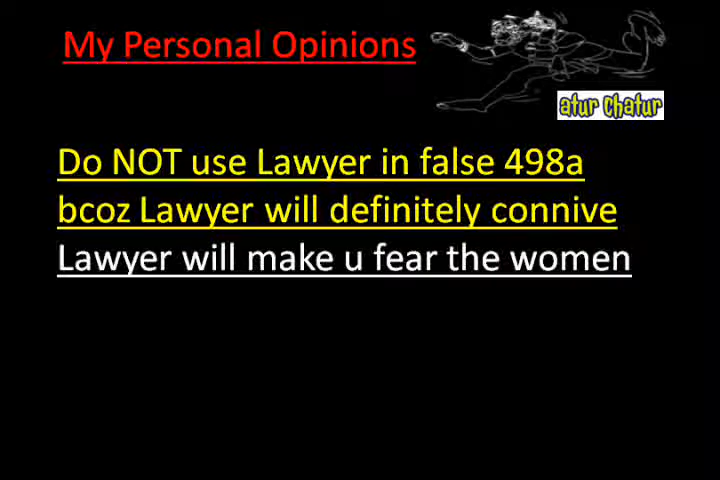 My Personal Opinions
atur chatur
Do NOT use Lawyer in false 498a
bcoz Lawyer will definitely connive
Lawyer will make u fear the women